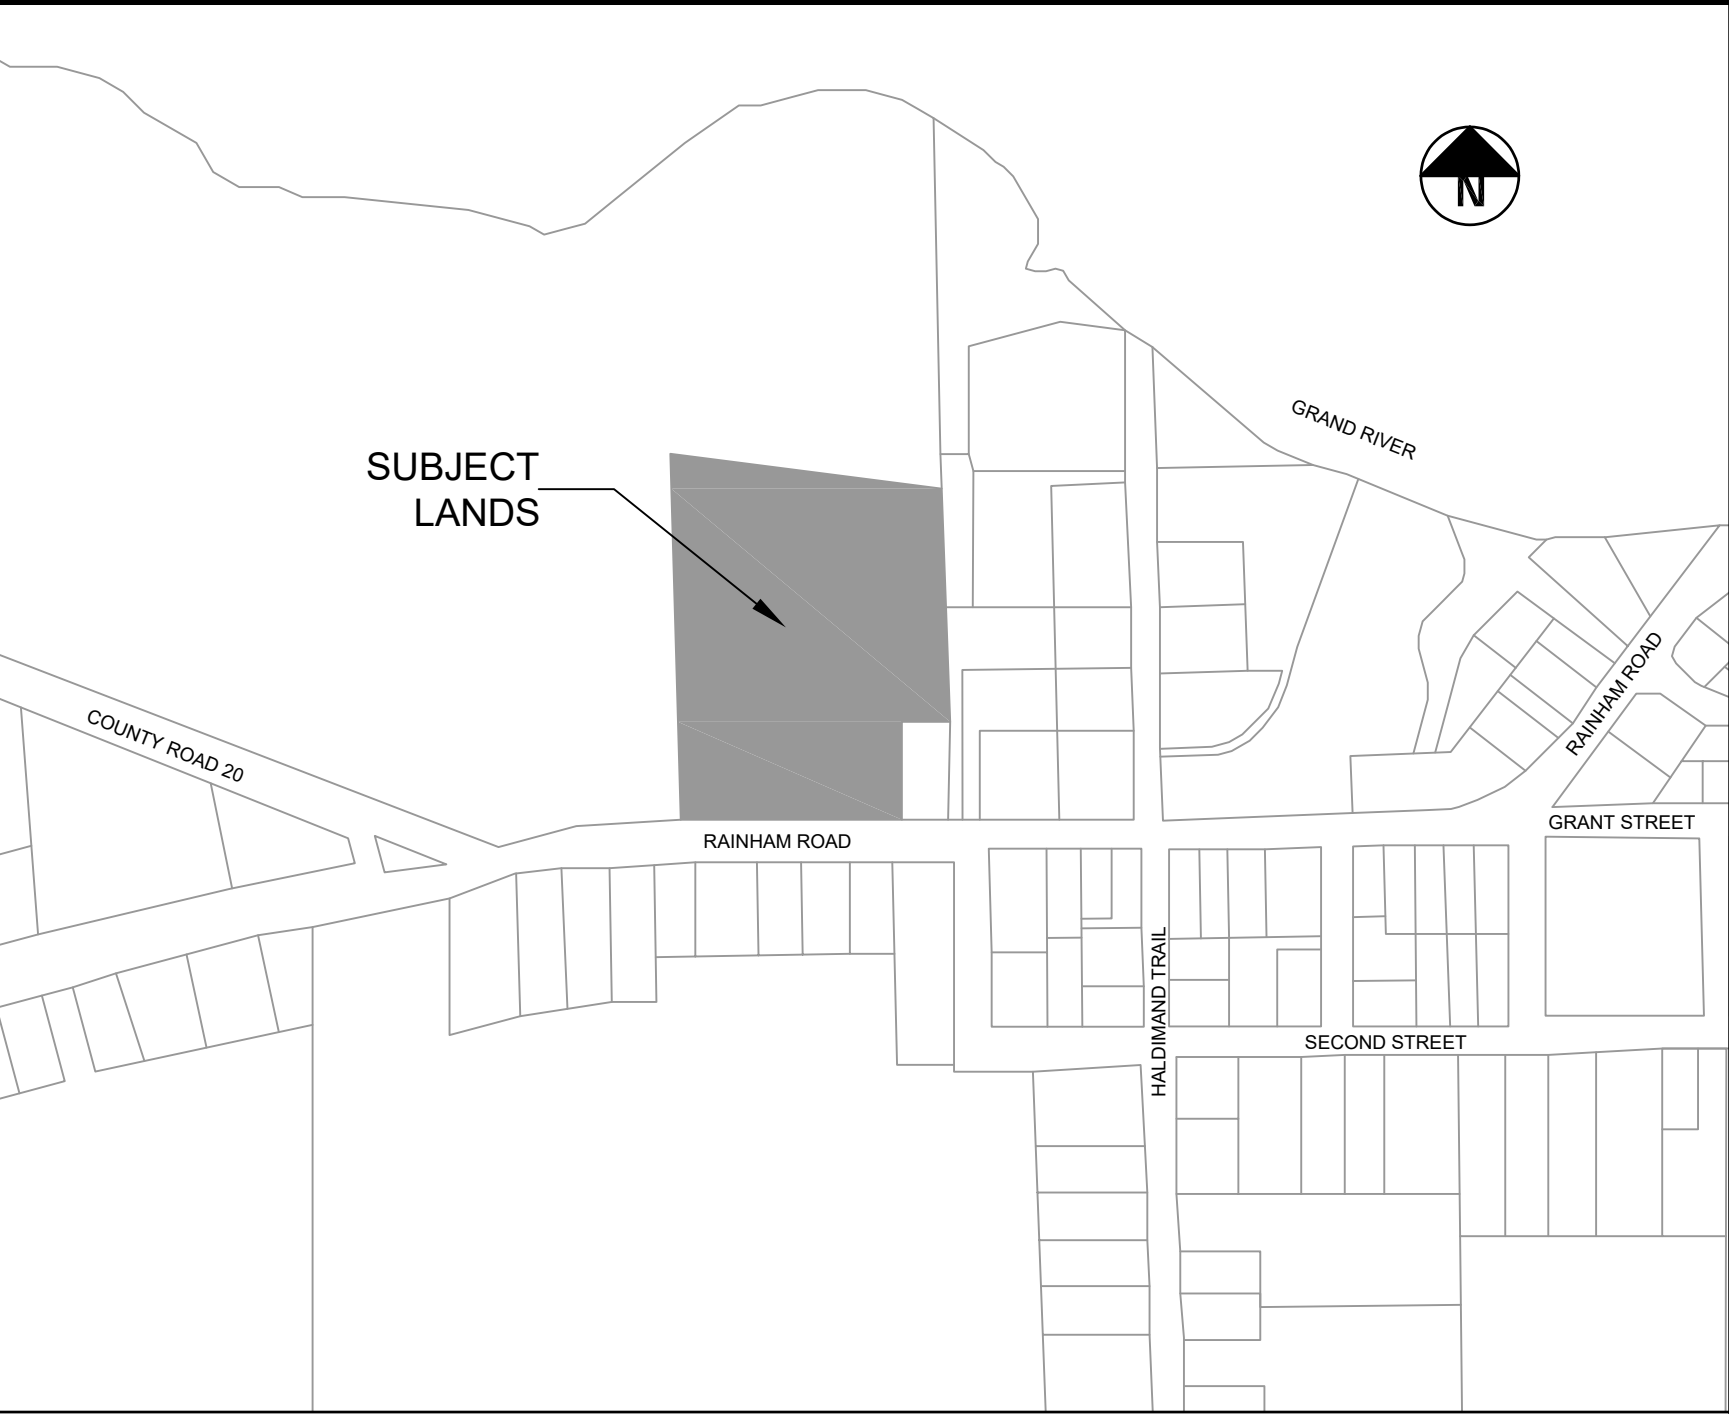 N
GRAND RIVER
SUBJECT
LANDS
RAINHAM ROAD
COUNTY ROAD 20
GRANT STREET
RAINHAM ROAD
HALDIMAND TRAIL
SECOND STREET